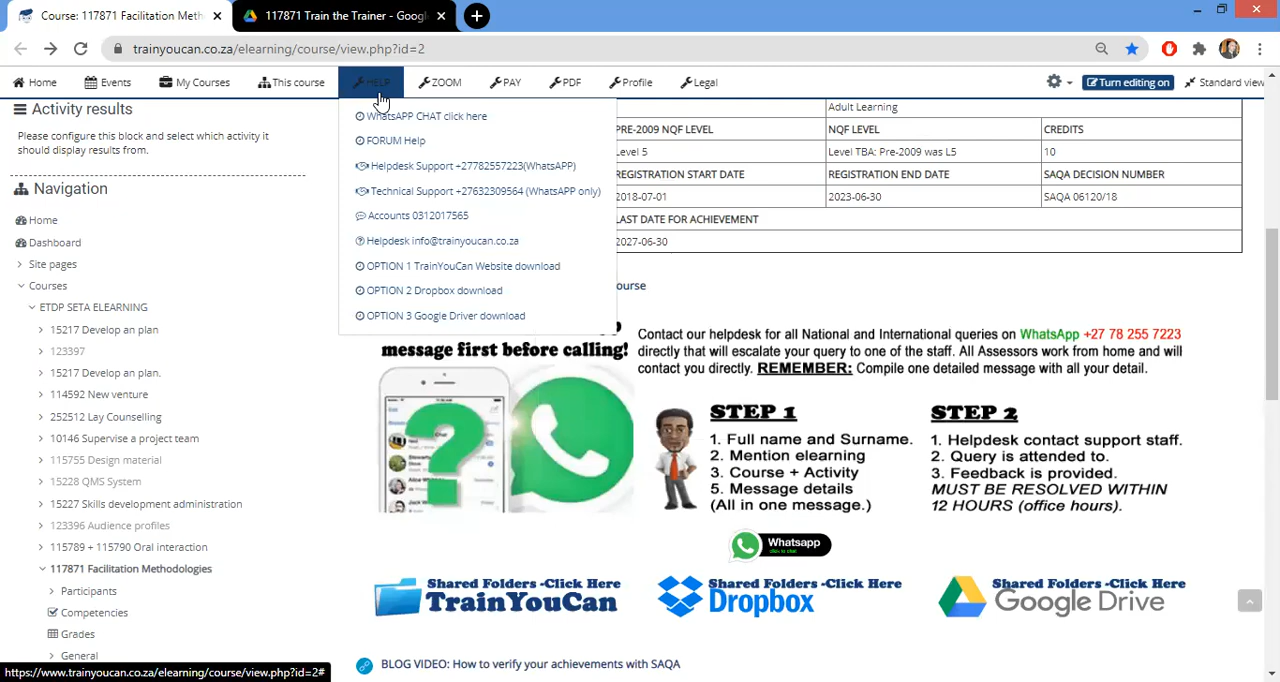 Course: 117871 Facilitation Meth
117871 Train the Trainer - Googl
trainyoucan.co.za/elearning/course/view.php?id=2
Home
Events
My Courses
This course
HELP
ZOOM
PAY
PDF
Profile
Legal
Turn editing on
Standard view
Activity results
Please configure this block and select which activity it
should display results from.
Navigation
Home
Dashboard
Site pages
Courses
ETDP SETA ELEARNING
15217 Develop an plan
123397
15217 Develop an plan.
114592 New venture
252512 Lay Counselling
10146 Supervise a project team
115755 Design material
15228 QMS System
15227 Skills development administration
123396 Audience profiles
115789 + 115790 Oral interaction
117871 Facilitation Methodologies
Participants
Competencies
Grades
General
WhatsAPP CHAT click here
FORUM Help
Helpdesk Support +27782557223(WhatsAPP)
Technical Support +27632309564 (WhatsAPP only)
Accounts 0312017565
Helpdesk info@trainyoucan.co.za
OPTION 1 TrainYouCan Website download
OPTION 2 Dropbox download
OPTION 3 Google Driver download
Adult Learning
PRE-2009 NQF LEVEL
NQF LEVEL
CREDITS
Level 5
Level TBA: Pre-2009 was L5
10
REGISTRATION START DATE
REGISTRATION END DATE
SAQA DECISION NUMBER
2018-07-01
2023-06-30
SAQA 06120/18
LAST DATE FOR ACHIEVEMENT
2027-06-30
ourse
message first before calling!
Contact our helpdesk for all National and International queries on WhatsApp +27 78 255 7223
directly that will escalate your query to one of the staff. All Assessors work from home and will
contact you directly. REMEMBER: Compile one detailed message with all your detail.
STEP 1
1. Full name and Surname.
2. Mention elearning
3. Course + Activity
5. Message details
(All in one message.)
STEP 2
1. Helpdesk contact support staff.
2. Query is attended to.
3. Feedback is provided.
MUST BE RESOLVED WITHIN
12 HOURS (office hours).
Whatsapp
click to chat
Shared Folders -Click Here
TrainYouCan
Shared Folders -Click Here
Dropbox
Shared Folders -Click Here
Google Drive
BLOG VIDEO: How to verify your achievements with SAQA
https://www.trainyoucan.co.za/elearning/course/view.php?id=2#